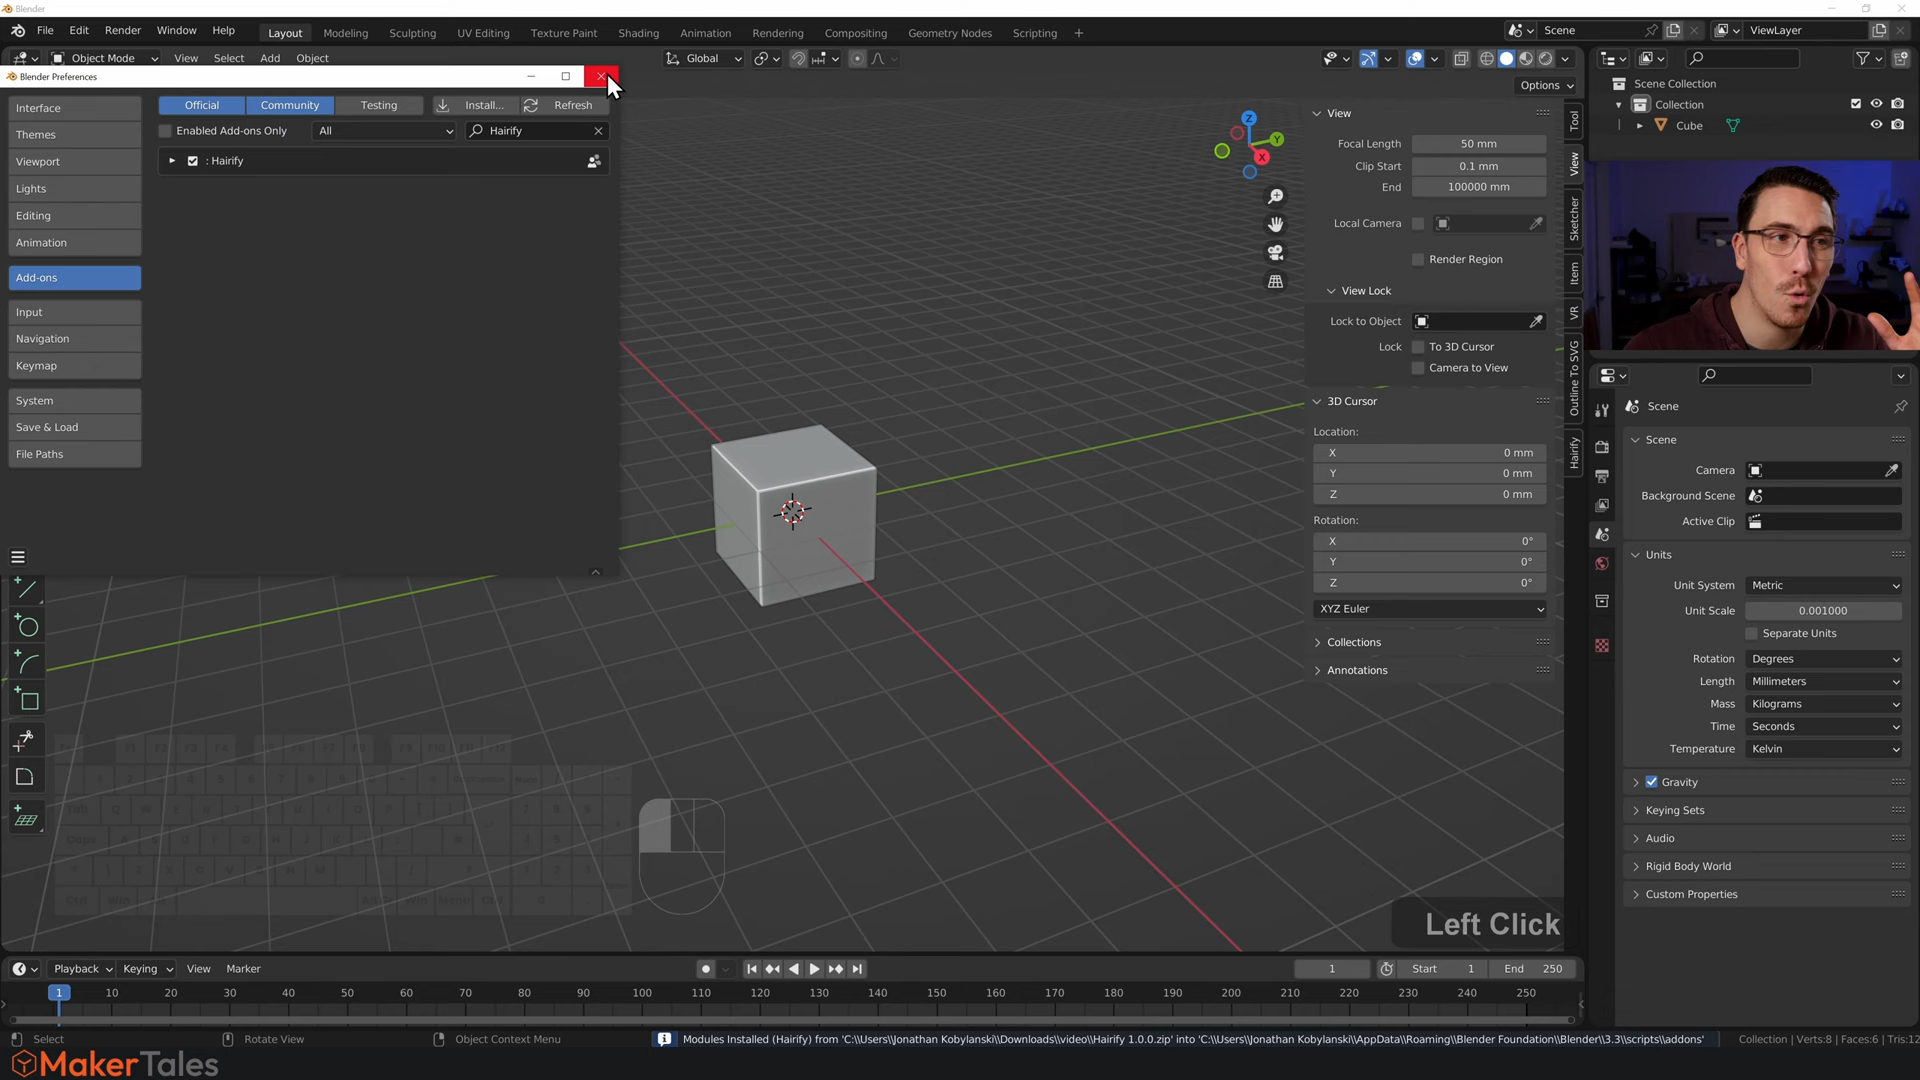 Blender
File Edit Render Window Help
Layout Modeling Sculpting UV Editing Texture Paint Shading Animation Rendering Compositing Geometry Nodes Scripting +
Scene
ViewLayer
Object Mode View Select Add Object
Global
Options
Blender Preferences
Interface
Themes
Viewport
Lights
Editing
Animation
Add-ons
Input
Navigation
Keymap
System
Save & Load
File Paths
Official Community Testing Install... Refresh
Enabled Add-ons Only All Hairify
: Hairify
Z
Y
X
View
Focal Length 50 mm
Clip Start 0.1 mm
End 100000 mm
Local Camera
Render Region
View Lock
Lock to Object
Lock To 3D Cursor
Camera to View
3D Cursor
Location:
X 0 mm
Y 0 mm
Z 0 mm
Rotation:
X 0°
Y 0°
Z 0°
XYZ Euler
Collections
Annotations
Tool
View
Sketcher
Item
VR
Outline To SVG
Hairify
Scene Collection
Collection
Cube
Scene
Scene
Camera
Background Scene
Active Clip
Units
Unit System Metric
Unit Scale 0.001000
Separate Units
Rotation Degrees
Length Millimeters
Mass Kilograms
Time Seconds
Temperature Kelvin
Gravity
Keying Sets
Audio
Rigid Body World
Custom Properties
Left Click
Playback Keying View Marker
1 Start 1 End 250
1 10 20 30 40 50 60 70 80 90 100 110 120 130 140 150 160 170 180 190 200 210 220 230 240 250
Select Rotate View Object Context Menu
Modules Installed (Hairify) from 'C:\\Users\\Jonathan Kobylanski\\Downloads\\video\\Hairify 1.0.0.zip' into 'C:\\Users\\Jonathan Kobylanski\\AppData\\Roaming\\Blender Foundation\\Blender\\3.3\\scripts\\addons'
Collection | Verts:8 | Faces:6 | Tris:12
MakerTales